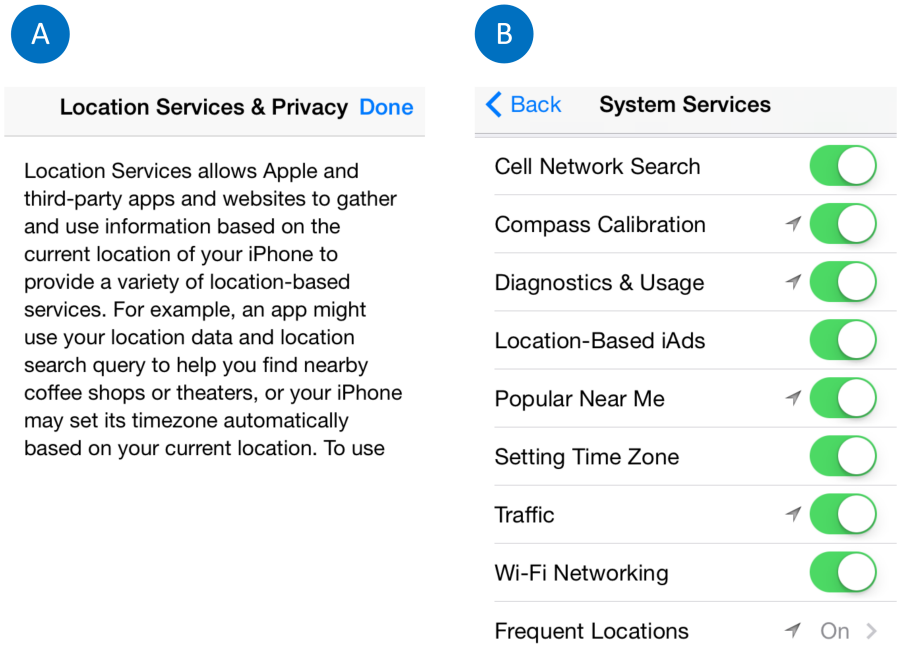 A
Location Services & Privacy Done
Location Services allows Apple and
third-party apps and websites to gather
and use information based on the
current location of your iPhone to
provide a variety of location-based
services. For example, an app might
use your location data and location
search query to help you find nearby
coffee shops or theaters, or your iPhone
may set its timezone automatically
based on your current location. To use
B
Back System Services
Cell Network Search
Compass Calibration
Diagnostics & Usage
Location-Based iAds
Popular Near Me
Setting Time Zone
Traffic
Wi-Fi Networking
Frequent Locations On